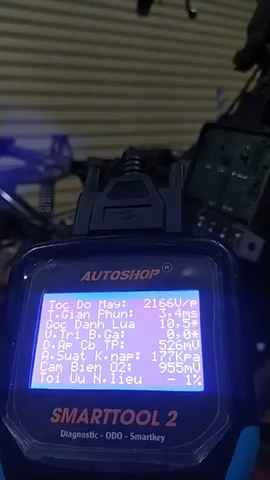 AUTOSHOP®
Toc Do May: 2166V/p
T.Gian Phun: 3,4ms
Goc Danh Lua 10,5*
V.Tri B.Ga: 0,0*
D.Ap Cb TP: 526mV
A.Suat K.nap: 177Kpa
Cam Bien O2: 955mV
Toi Uu N.lieu - 1%
SMARTTOOL 2
Diagnostic - ODO - Smartkey